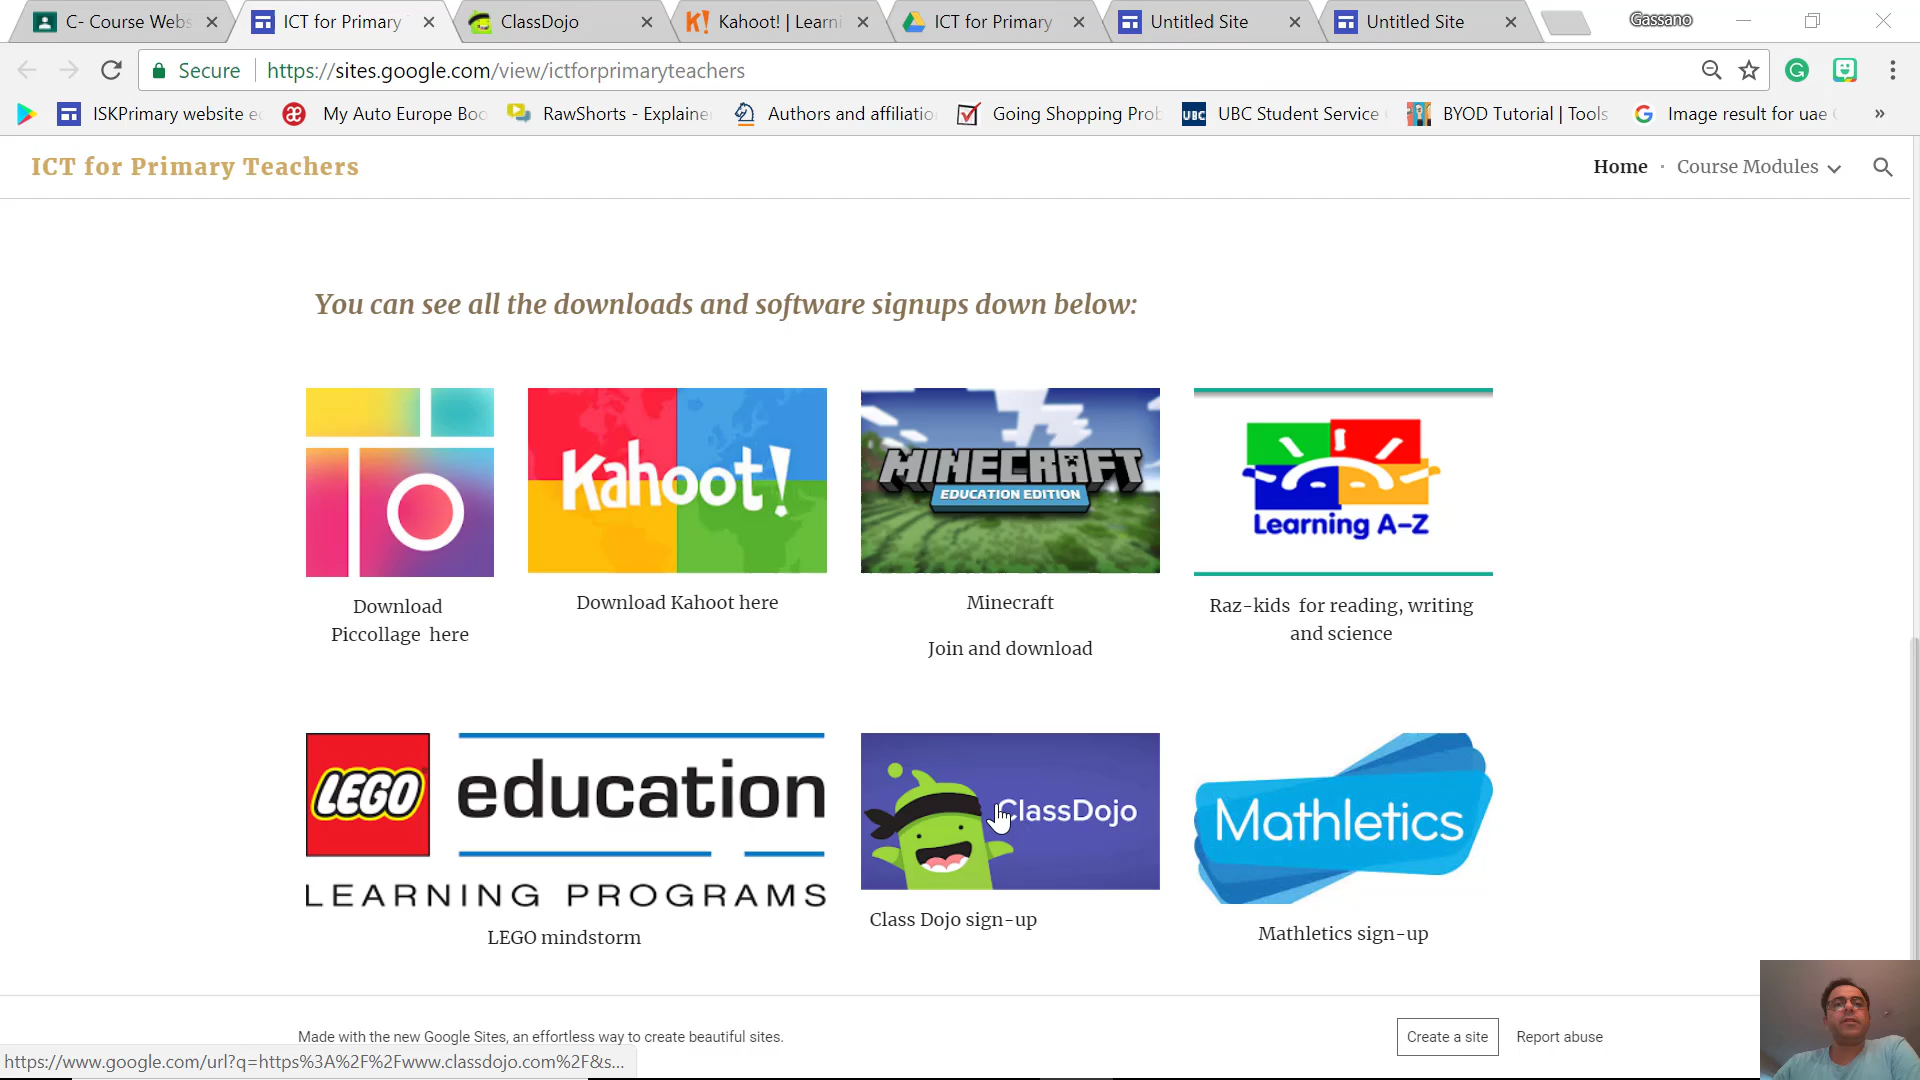 C- Course Webs
ICT for Primary
ClassDojo
Kahoot! | Learni
ICT for Primary
Untitled Site
Untitled Site
Gassano
Secure
https://sites.google.com/view/ictforprimaryteachers
ISKPrimary website e
My Auto Europe Boo
RawShorts - Explaine
Authors and affiliatio
Going Shopping Prob
UBC
UBC Student Service
BYOD Tutorial | Tools
Image result for uae
»
ICT for Primary Teachers
Home
Course Modules
You can see all the downloads and software signups down below:
Kahoot!
MINECRAFT
EDUCATION EDITION
Learning A-Z
Download
Piccollage here
Download Kahoot here
Minecraft
Join and download
Raz-kids for reading, writing
and science
LEGO
education
LEARNING PROGRAMS
LEGO mindstorm
ClassDojo
Class Dojo sign-up
Mathletics
Mathletics sign-up
Made with the new Google Sites, an effortless way to create beautiful sites.
Create a site
Report abuse
https://www.google.com/url?q=https%3A%2F%2Fwww.classdojo.com%2F&s...